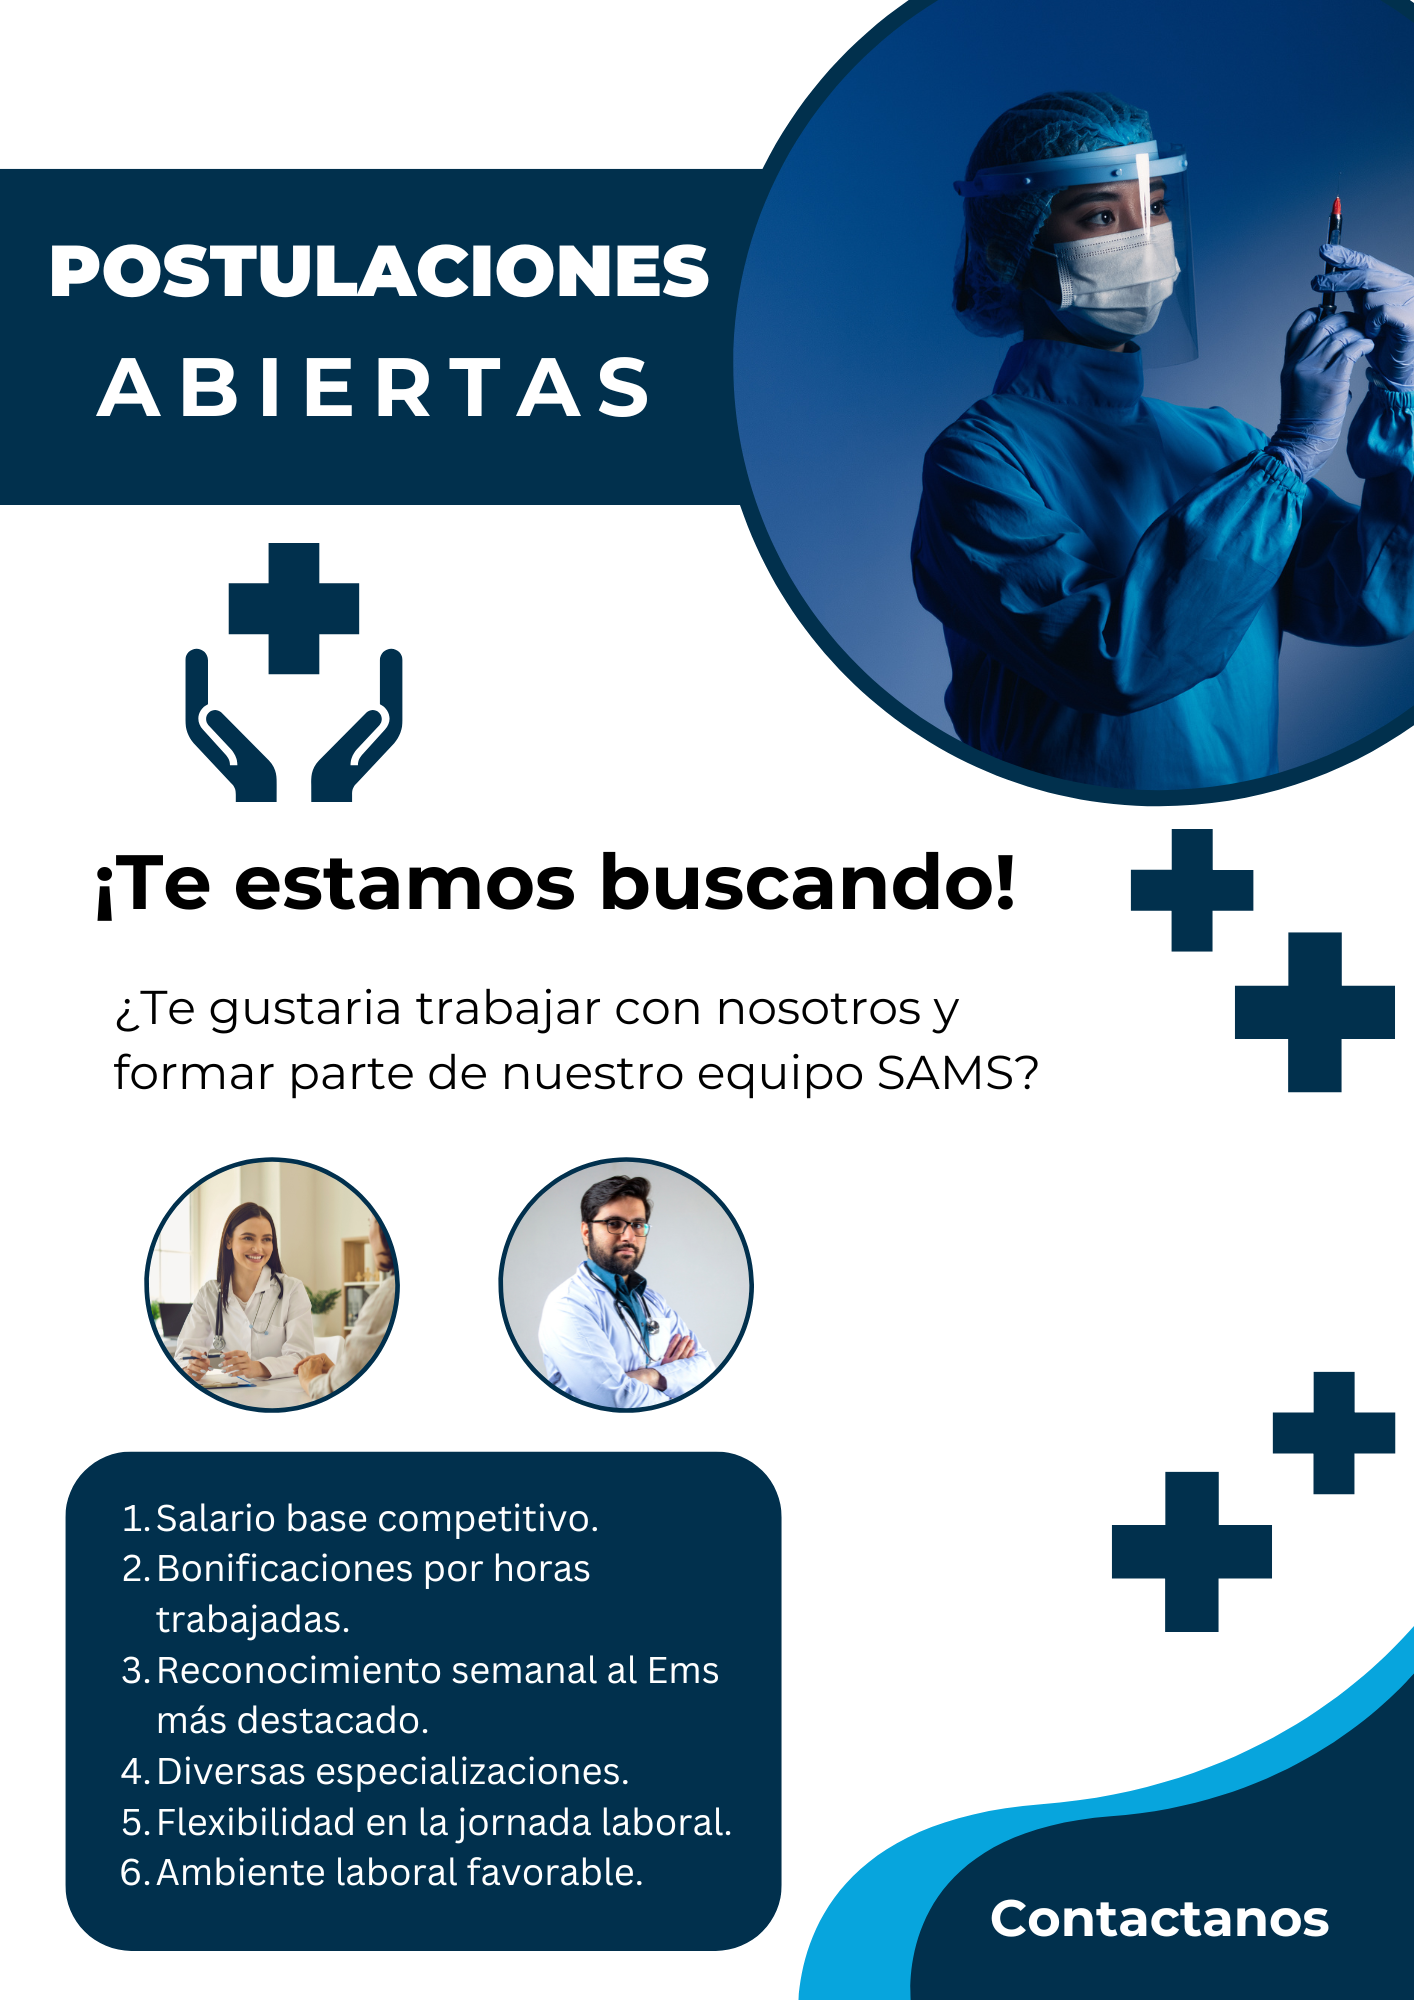 POSTULACIONES
ABIERTAS
¡Te estamos buscando!
¿Te gustaria trabajar con nosotros y
formar parte de nuestro equipo SAMS?
1. Salario base competitivo.
2. Bonificaciones por horas
trabajadas.
3. Reconocimiento semanal al Ems
más destacado.
4. Diversas especializaciones.
5. Flexibilidad en la jornada laboral.
6. Ambiente laboral favorable.
Contactanos